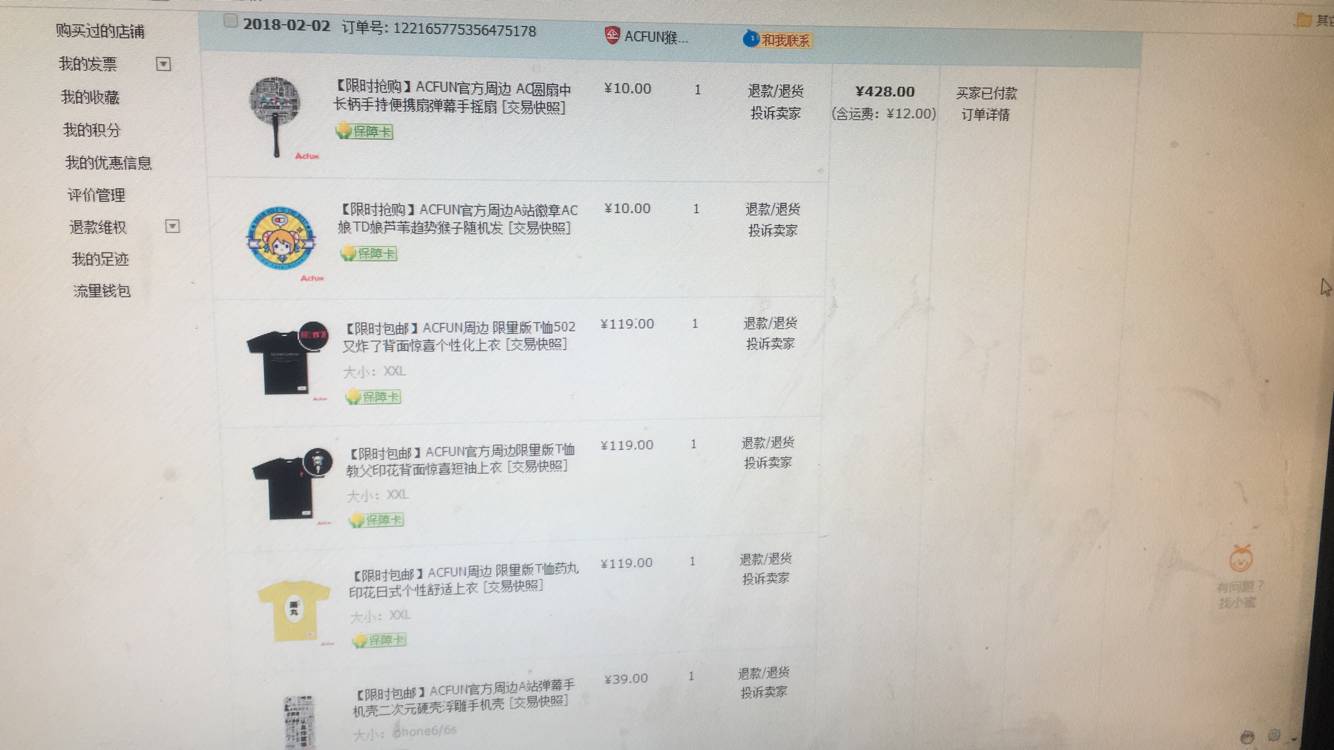 购买过的店铺
我的发票
我的收藏
我的积分
我的优惠信息
评价管理
退款维权
我的足迹
流量钱包
2018-02-02 订单号: 122165775356475178 ACFUN猴... 和我联系
【限时抢购】ACFUN官方周边 AC圆扇中 ¥10.00 1 退款/退货 ¥428.00 买家已付款
长柄手持便携扇弹幕手摇扇 [交易快照] 投诉卖家 (含运费: ¥12.00) 订单详情
保障卡
Acfun
【限时抢购】ACFUN官方周边A站徽章AC ¥10.00 1 退款/退货
娘TD娘芦苇趋势猴子随机发 [交易快照] 投诉卖家
保障卡
Acfun
【限时包邮】ACFUN周边 限量版T恤502 ¥119.00 1 退款/退货
又炸了背面惊喜个性化上衣 [交易快照] 投诉卖家
大小: XXL
保障卡
【限时包邮】ACFUN官方周边限量版T恤 ¥119.00 1 退款/退货
教父印花背面惊喜短袖上衣 [交易快照] 投诉卖家
大小: XXL
保障卡
【限时包邮】ACFUN周边 限量版T恤药丸 ¥119.00 1 退款/退货
印花日式个性舒适上衣 [交易快照] 投诉卖家
大小: XXL
保障卡
【限时包邮】ACFUN官方周边A站弹幕手 ¥39.00 1 退款/退货
机壳二次元硬壳浮雕手机壳 [交易快照] 投诉卖家
大小: iphone6/6s
有问题?
找小蜜